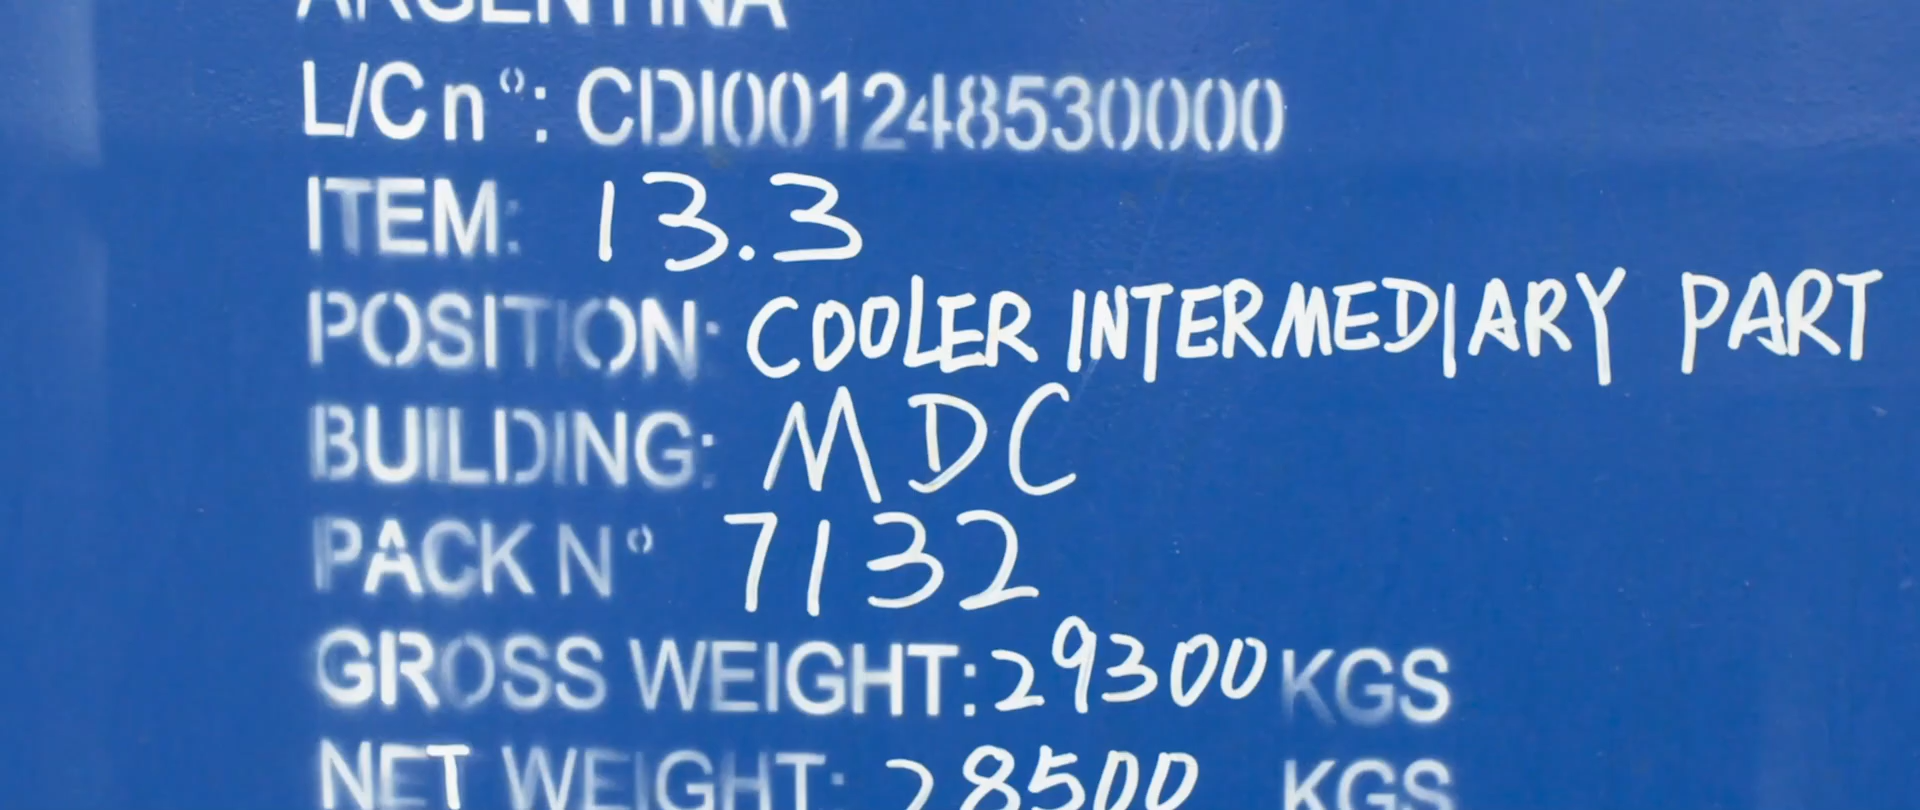 ARGENTINA
L/C n°: CDI001248530000
ITEM: 13.3
POSITION: COOLER INTERMEDIARY PART
BUILDING: MDC
PACK N° 7132
GROSS WEIGHT: 29300 KGS
NET WEIGHT: 28500 KGS